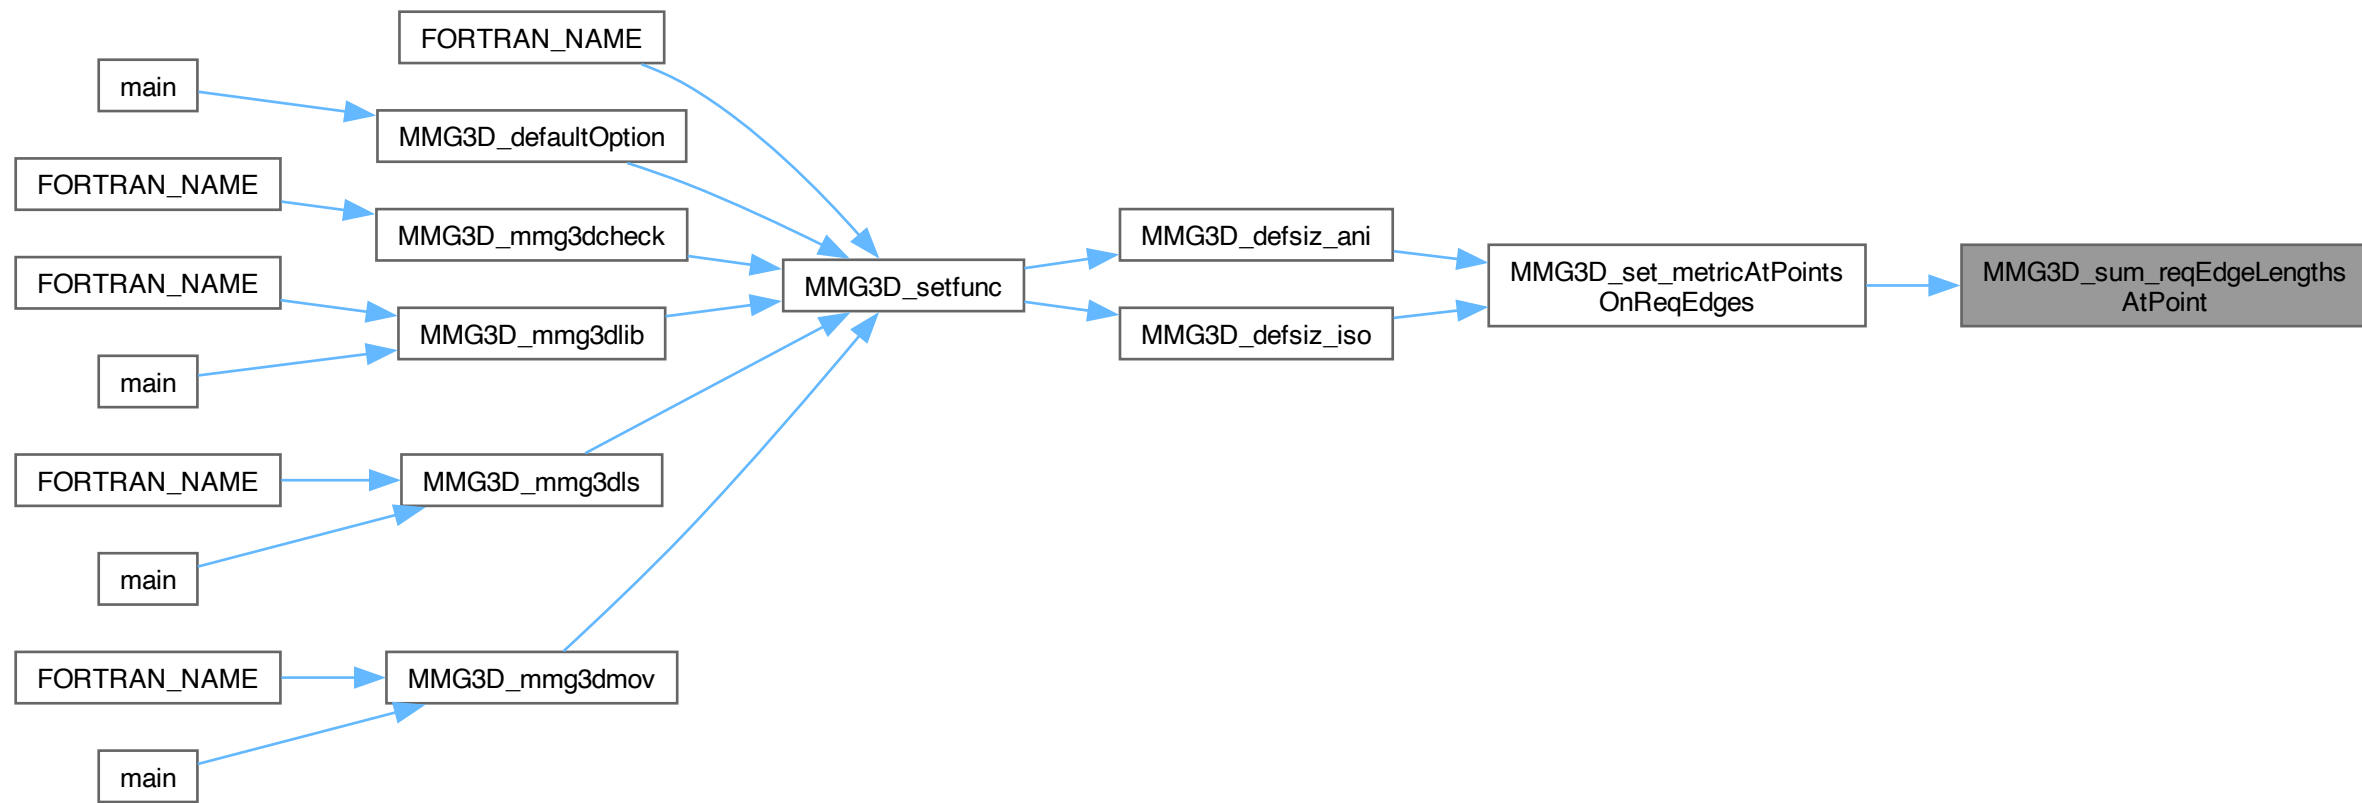 FORTRAN_NAME
main
MMG3D_defaultOption
FORTRAN_NAME
MMG3D_mmg3dcheck
FORTRAN_NAME
MMG3D_mmg3dlib
main
FORTRAN_NAME
MMG3D_mmg3dls
main
FORTRAN_NAME
MMG3D_mmg3dmov
main
MMG3D_setfunc
MMG3D_defsiz_ani
MMG3D_defsiz_iso
MMG3D_set_metricAtPoints
OnReqEdges
MMG3D_sum_reqEdgeLengths
AtPoint